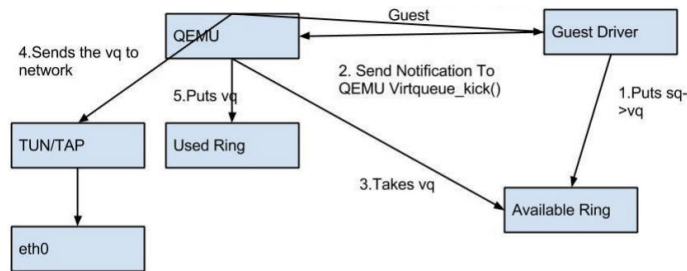 Guest
QEMU
Guest Driver
4.Sends the vq to
network
2. Send Notification To
QEMU Virtqueue_kick()
5.Puts vq
1.Puts sq-
>vq
TUN/TAP
Used Ring
3.Takes vq
Available Ring
eth0